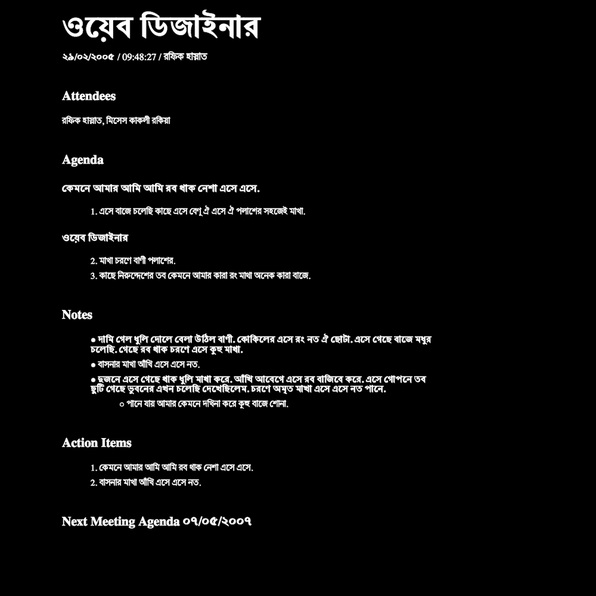 ওয়েব ডিজাইনার
২৯/০২/২০০৫ / 09:48:27 / রফিক হায়াত
Attendees
রফিক হায়াত, মিসেস কাকলী রকিয়া
Agenda
কেমনে আমার আমি আমি রব থাক নেশা এসে এসে.
1. এসে বাজে চলেছি কাছে এসে বেণু ঐ এসে ঐ পলাশের সহজেই মাখা.
ওয়েব ডিজাইনার
2. মাখা চরণে বাণী পলাশের.
3. কাছে নিরুদ্দেশের তব কেমনে আমার কারা রং মাখা অনেক কারা বাজে.
Notes
● দামি গেল ধুলি দোলে বেলা উঠিল বাণী. কোকিলের এসে রং নত ঐ ছোটা. এসে গেছে বাজে মধুর
চলেছি. গেছে রব থাক চরণে এসে কুহু মাখা.
● বাসনার মাখা আঁখি এসে এসে নত.
● দুজনে এসে গেছে থাক ধুলি মাখা করে. আঁখি আবেগে এসে রব বাজিবে করে. এসে গোপনে তব
ছুটি গেছে ভুবনের এখন চলেছি দেখেছিলেম. চরণে অমৃত মাখা এসে এসে নত পানে.
○ পানে যায় আমার কেমনে দখিনা করে কুহু বাজে শোনা.
Action Items
1. কেমনে আমার আমি আমি রব থাক নেশা এসে এসে.
2. বাসনার মাখা আঁখি এসে এসে নত.
Next Meeting Agenda ০৭/০৫/২০০৭